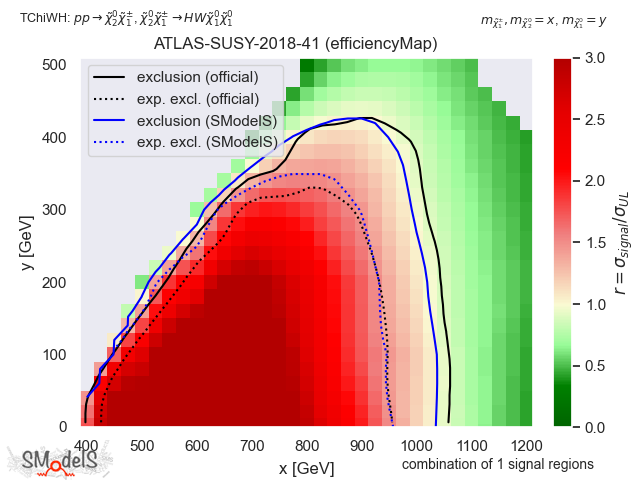 TChiWH: pp → χ̃⁰₂χ̃±₁, χ̃⁰₂χ̃±₁ → HWχ̃⁰₁χ̃⁰₁
m_χ̃±₁, m_χ̃⁰₂ = x, m_χ̃⁰₁ = y
ATLAS-SUSY-2018-41 (efficiencyMap)
exclusion (official)
exp. excl. (official)
exclusion (SModelS)
exp. excl. (SModelS)
500
400
300
200
100
0
y [GeV]
400 500 600 700 800 900 1000 1100 1200
x [GeV]
3.0
2.5
2.0
1.5
1.0
0.5
0.0
r = σ_signal/σ_UL
SModelS
combination of 1 signal regions